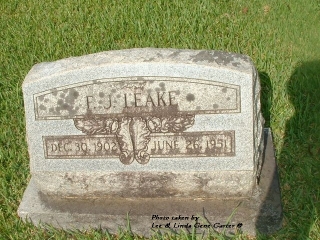 F. J. LEAKE
DEC. 30, 1902 JUNE 26, 1951
Photo taken by
Lee & Linda Gene Carter ©